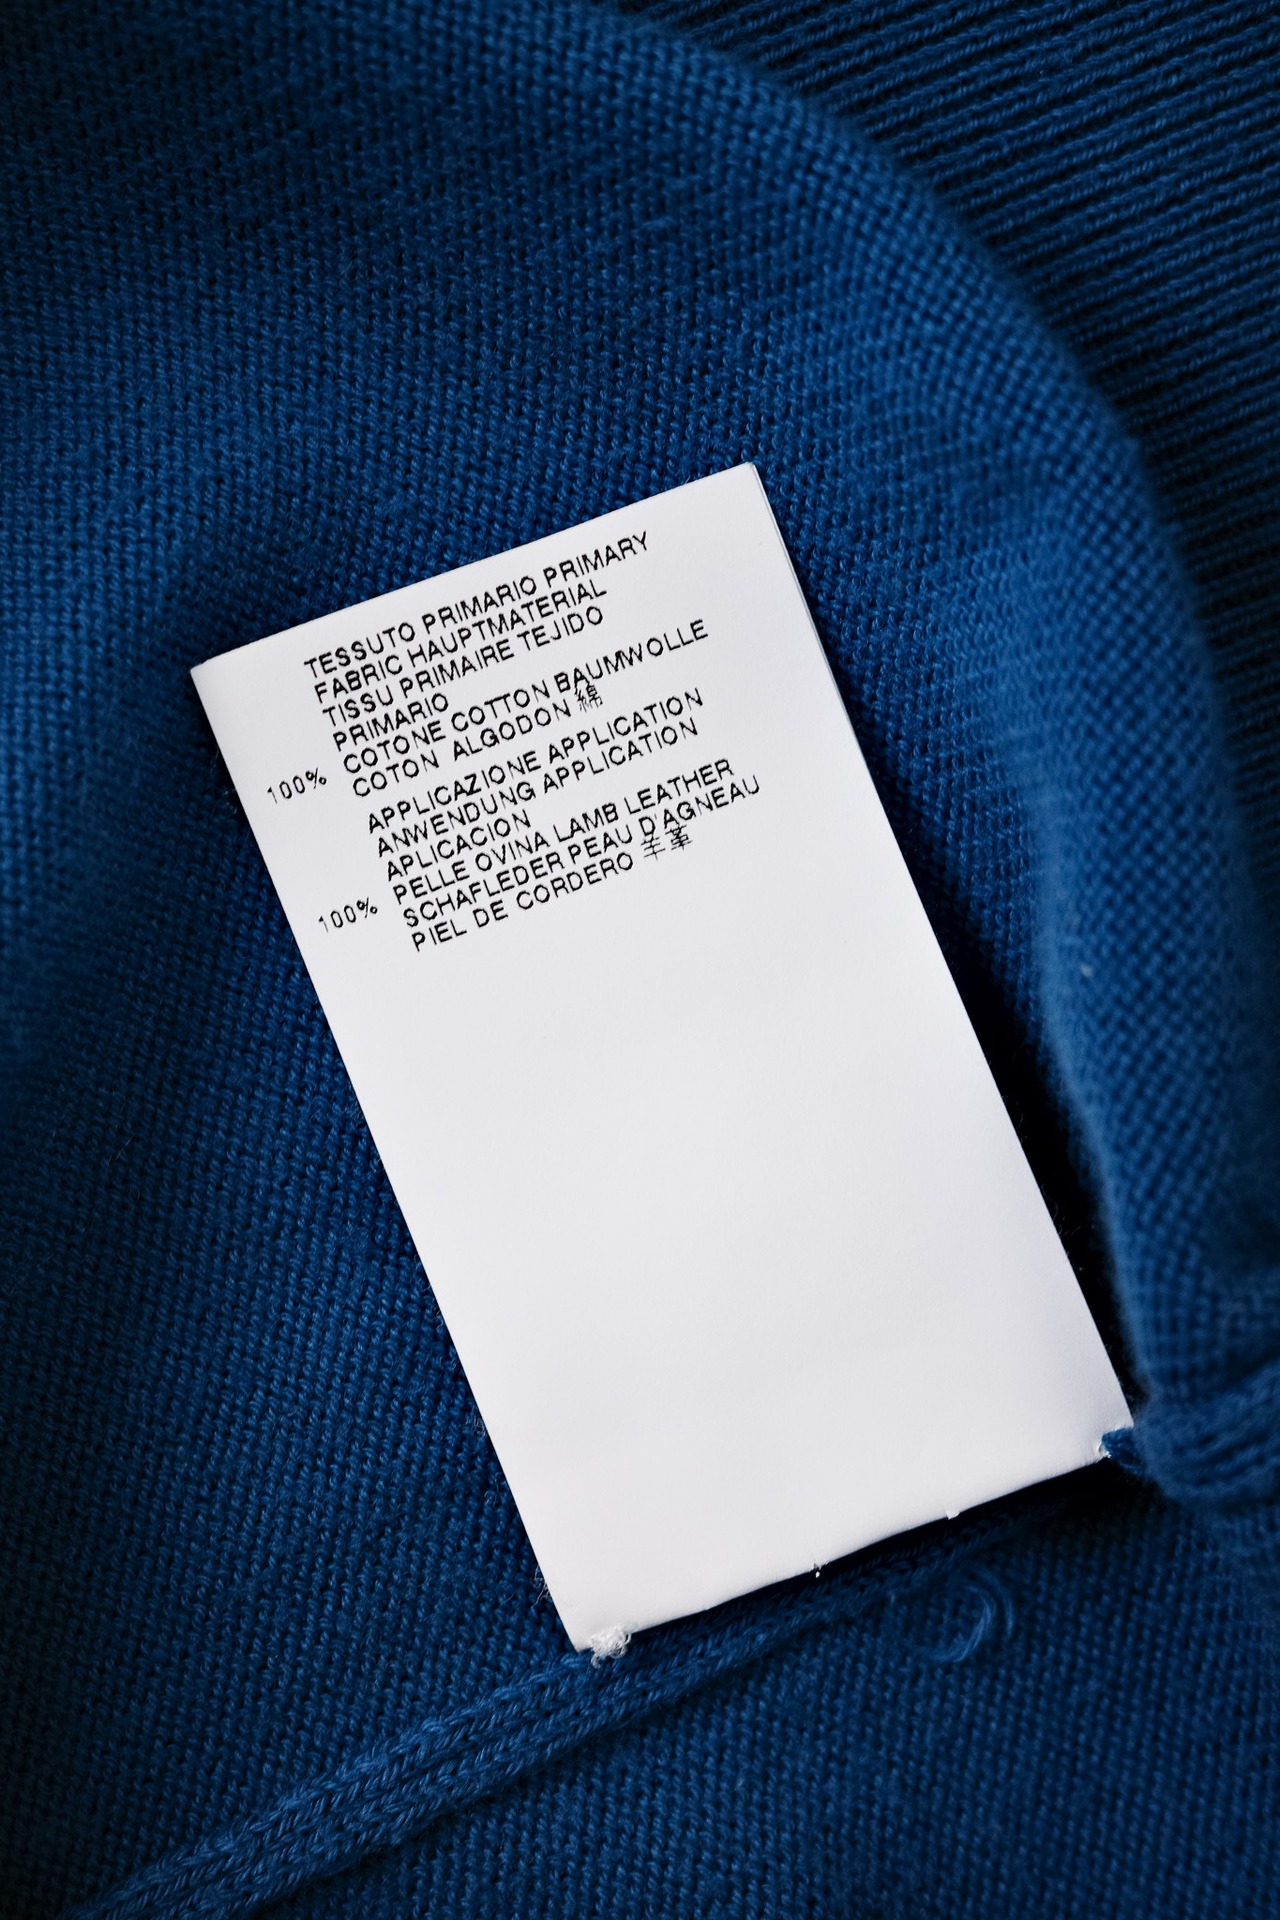 TESSUTO PRIMARIO PRIMARY
FABRIC HAUPTMATERIAL
TISSU PRIMAIRE TEJIDO
PRIMARIO
100% COTONE COTTON BAUMWOLLE
COTON ALGODON 綿
APPLICAZIONE APPLICATION
ANWENDUNG APPLICATION
APLICACION
100% PELLE OVINA LAMB LEATHER
SCHAFLEDER PEAU D'AGNEAU
PIEL DE CORDERO 羊革